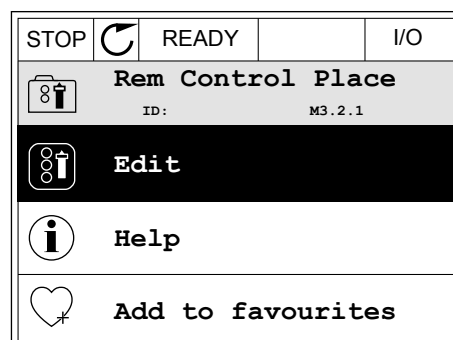 STOP READY I/O
Rem Control Place
ID: M3.2.1
Edit
Help
Add to favourites